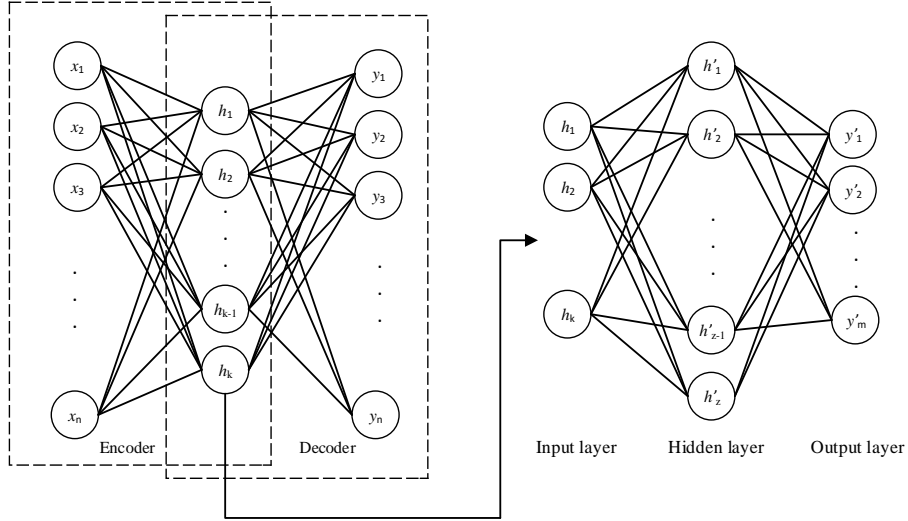 x1
x2
x3
xn
Encoder
h1
h2
hk-1
hk
y1
y2
y3
yn
Decoder
h1
h2
hk
Input layer
h'1
h'2
h'z-1
h'z
Hidden layer
y'1
y'2
y'm
Output layer